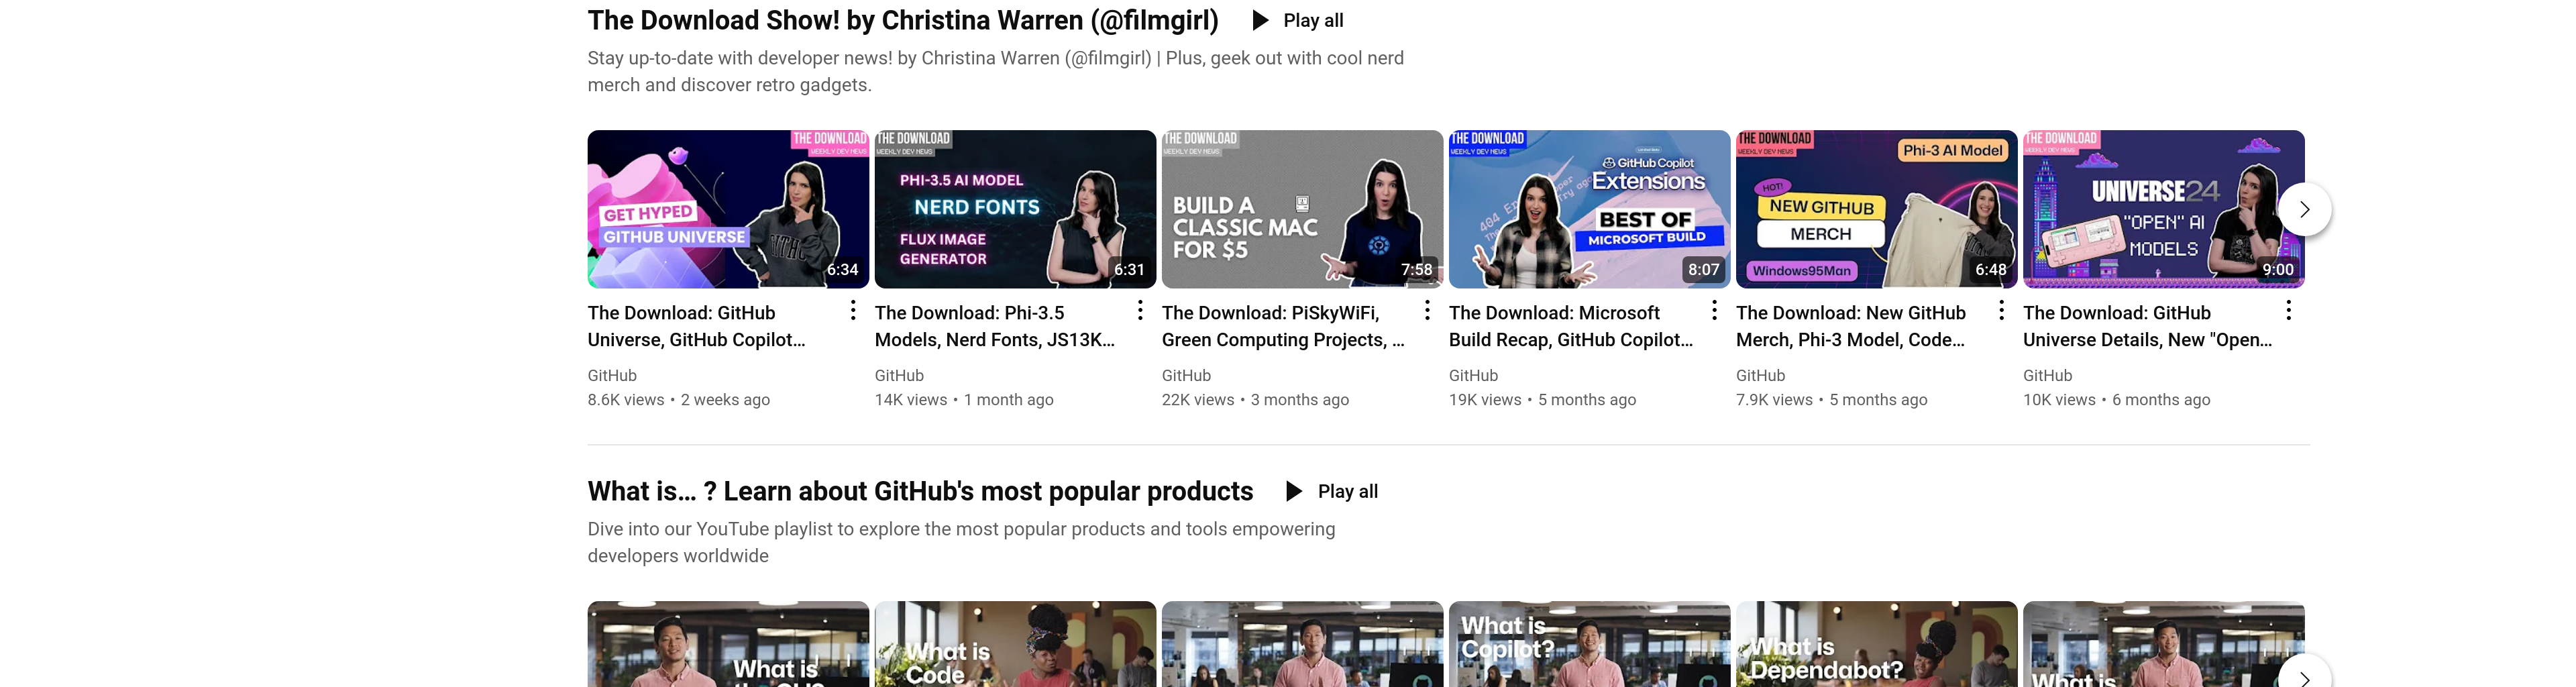 The Download Show! by Christina Warren (@filmgirl)
Play all
Stay up-to-date with developer news! by Christina Warren (@filmgirl) | Plus, geek out with cool nerd
merch and discover retro gadgets.
THE DOWNLOAD
WEEKLY DEV NEWS
GET HYPED
GITHUB UNIVERSE
6:34
THE DOWNLOAD
WEEKLY DEV NEWS
PHI-3.5 AI MODEL
NERD FONTS
FLUX IMAGE
GENERATOR
6:31
THE DOWNLOAD
WEEKLY DEV NEWS
BUILD A
CLASSIC MAC
FOR $5
7:58
THE DOWNLOAD
WEEKLY DEV NEWS
GitHub Copilot
Extensions
BEST OF
MICROSOFT BUILD
8:07
THE DOWNLOAD
WEEKLY DEV NEWS
Phi-3 AI Model
HOT!
NEW GITHUB
MERCH
Windows95Man
6:48
THE DOWNLOAD
WEEKLY DEV NEWS
UNIVERSE24
"OPEN" AI
MODELS
9:00
The Download: GitHub
Universe, GitHub Copilot...
GitHub
8.6K views • 2 weeks ago
The Download: Phi-3.5
Models, Nerd Fonts, JS13K...
GitHub
14K views • 1 month ago
The Download: PiSkyWiFi,
Green Computing Projects, ...
GitHub
22K views • 3 months ago
The Download: Microsoft
Build Recap, GitHub Copilot...
GitHub
19K views • 5 months ago
The Download: New GitHub
Merch, Phi-3 Model, Code...
GitHub
7.9K views • 5 months ago
The Download: GitHub
Universe Details, New "Open...
GitHub
10K views • 6 months ago
What is... ? Learn about GitHub's most popular products
Play all
Dive into our YouTube playlist to explore the most popular products and tools empowering
developers worldwide
What is
What is
Code
What is
Copilot?
What is
Dependabot?
What is